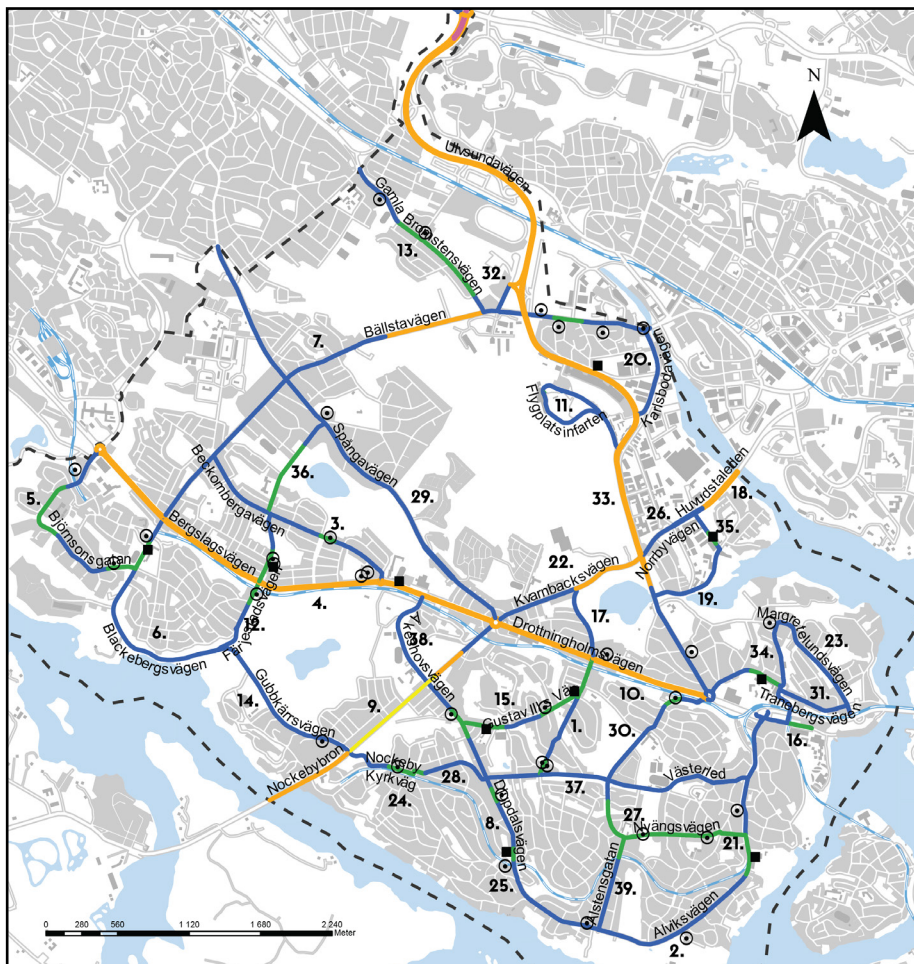 N
Ulvsundavägen
Gamla Bromstensvägen
13.
32.
Bällstavägen
7.
20.
Karlsbodavägen
Flygplatsinfarten
11.
Spångavägen
36.
29.
33.
Huvudstaleden
18.
26.
Norrbyvägen
35.
5.
Björnsonsgatan
Beckombergavägen
3.
Bergslagsvägen
4.
22.
Kvarnbacksvägen
17.
19.
12.
Färjestadsvägen
6.
Blackebergsvägen
38.
Åkeshovsvägen
Drottningholmsvägen
Margretelundsvägen
23.
34.
31.
Tranebergsvägen
16.
14.
Gubbkärrsvägen
9.
15.
Gustav III:s Väg
1.
10.
30.
Nockebybron
Nockeby
Kyrkväg
28.
24.
37.
Västerled
8.
Drottdalsvägen
27.
Nyängsvägen
21.
25.
39.
Ålstensgatan
Alviksvägen
2.
0 280 560 1 120 1 680 2 240
Meter